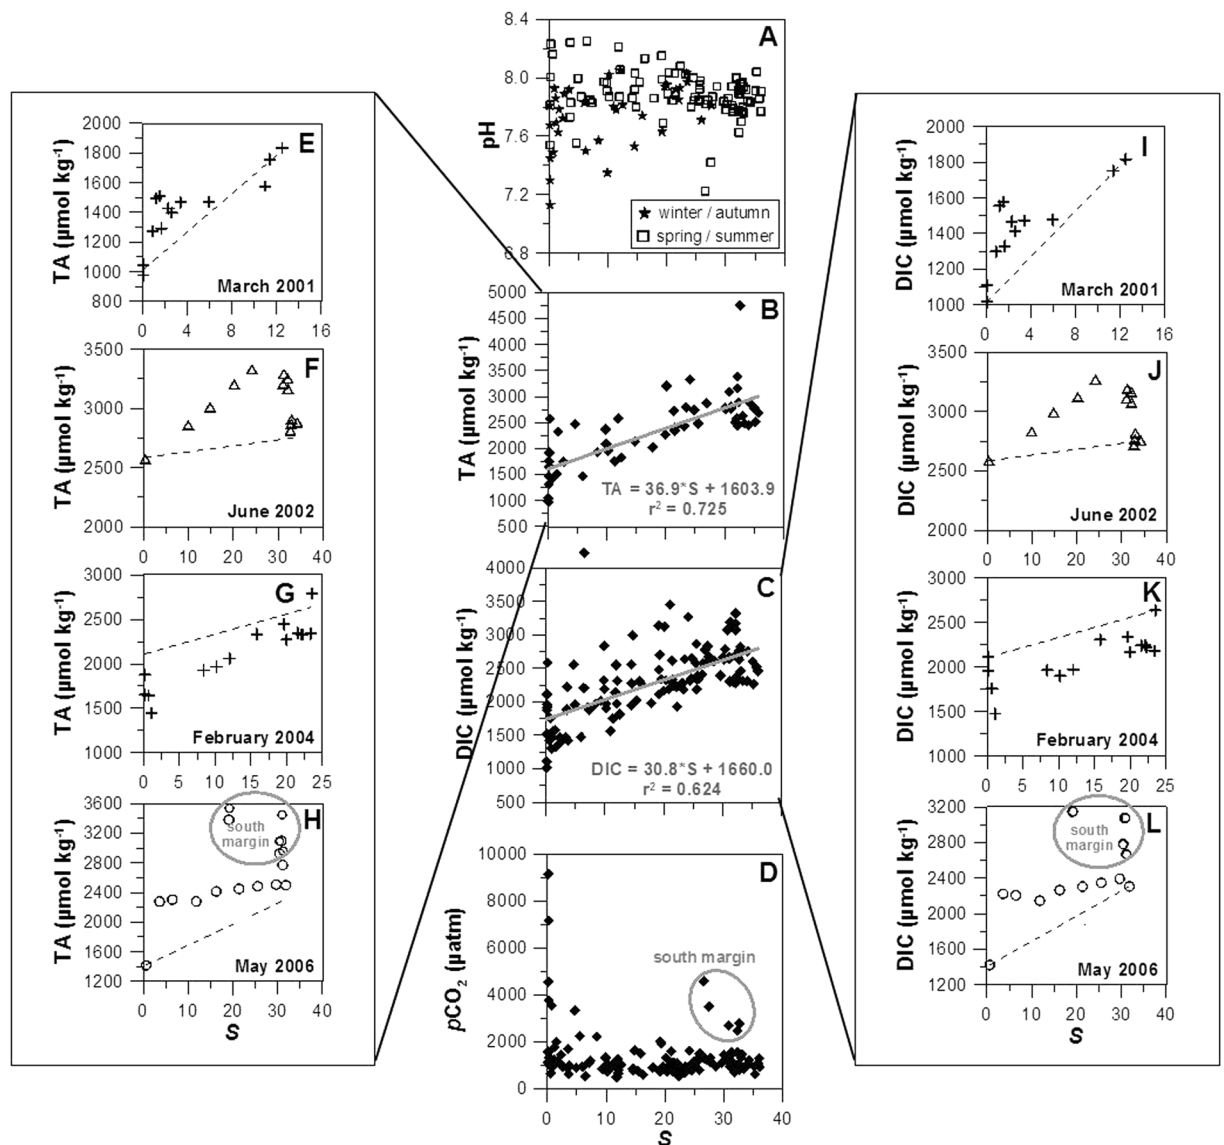 A
8.4
8.0
7.6
7.2
6.8
pH
winter / autumn
spring / summer
B
5000
4500
4000
3500
3000
2500
2000
1500
1000
500
TA (µmol kg⁻¹)
TA = 36.9*S + 1603.9
r² = 0.725
C
4000
3500
3000
2500
2000
1500
1000
500
DIC (µmol kg⁻¹)
DIC = 30.8*S + 1660.0
r² = 0.624
D
10000
8000
6000
4000
2000
0
pCO₂ (µatm)
south margin
0 10 20 30 40
S
E
2000
1800
1600
1400
1200
1000
800
TA (µmol kg⁻¹)
March 2001
0 4 8 12 16
F
3500
3000
2500
2000
TA (µmol kg⁻¹)
June 2002
0 10 20 30 40
G
3000
2500
2000
1500
1000
TA (µmol kg⁻¹)
February 2004
0 5 10 15 20 25
H
3600
3200
2800
2400
2000
1600
1200
TA (µmol kg⁻¹)
south
margin
May 2006
0 10 20 30 40
S
I
2000
1800
1600
1400
1200
1000
DIC (µmol kg⁻¹)
March 2001
0 4 8 12 16
J
3500
3000
2500
2000
DIC (µmol kg⁻¹)
June 2002
0 10 20 30 40
K
3000
2500
2000
1500
1000
DIC (µmol kg⁻¹)
February 2004
0 5 10 15 20 25
L
3200
2800
2400
2000
1600
1200
DIC (µmol kg⁻¹)
south
margin
May 2006
0 10 20 30 40
S